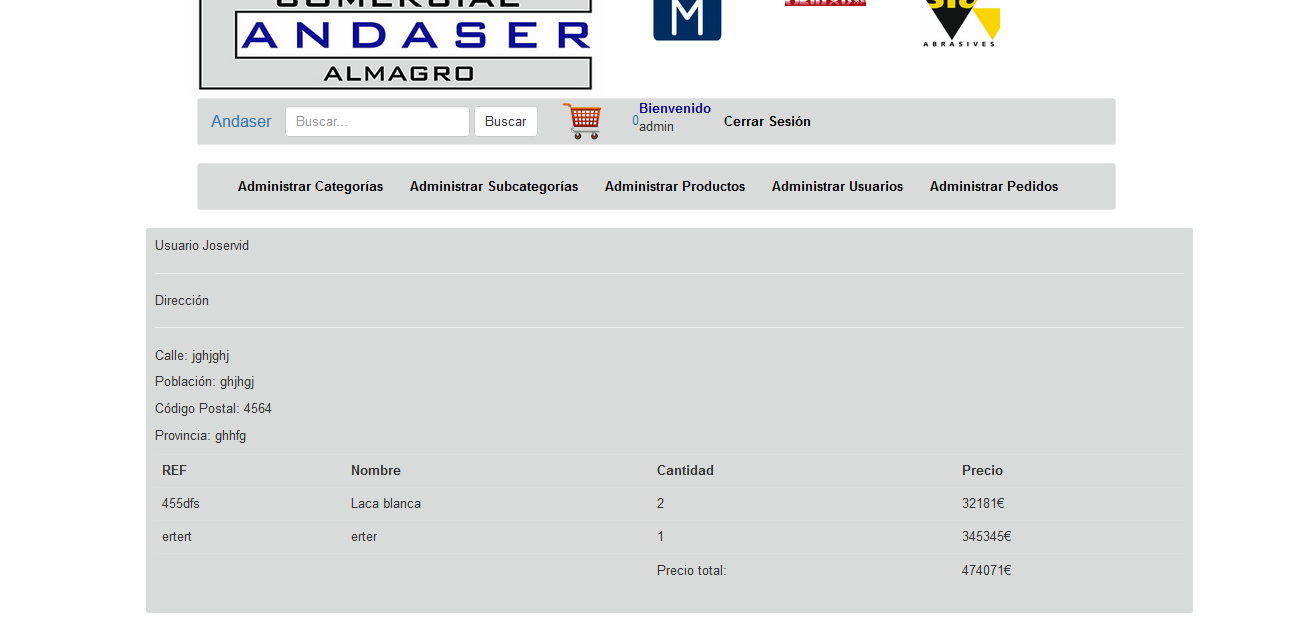 COMERCIAL
ANDASER
ALMAGRO
M
sia
ABRASIVES
Andaser Buscar... Buscar 0 Bienvenido admin Cerrar Sesión
Administrar Categorías Administrar Subcategorías Administrar Productos Administrar Usuarios Administrar Pedidos
Usuario Joservid
Dirección
Calle: jghjghj
Población: ghjhgj
Código Postal: 4564
Provincia: ghhfg
REF Nombre Cantidad Precio
455dfs Laca blanca 2 32181€
ertert erter 1 345345€
Precio total: 474071€